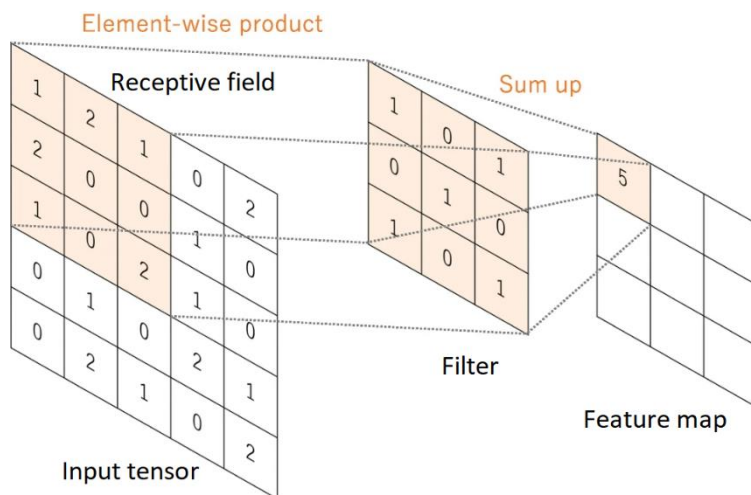 Element-wise product
Receptive field
Sum up
1 2 1 0 2
2 0 0 1 0
1 0 2 1 0
0 1 0 2 1
0 2 1 0 2
1 0 1
0 1 0
1 0 1
5
Filter
Feature map
Input tensor